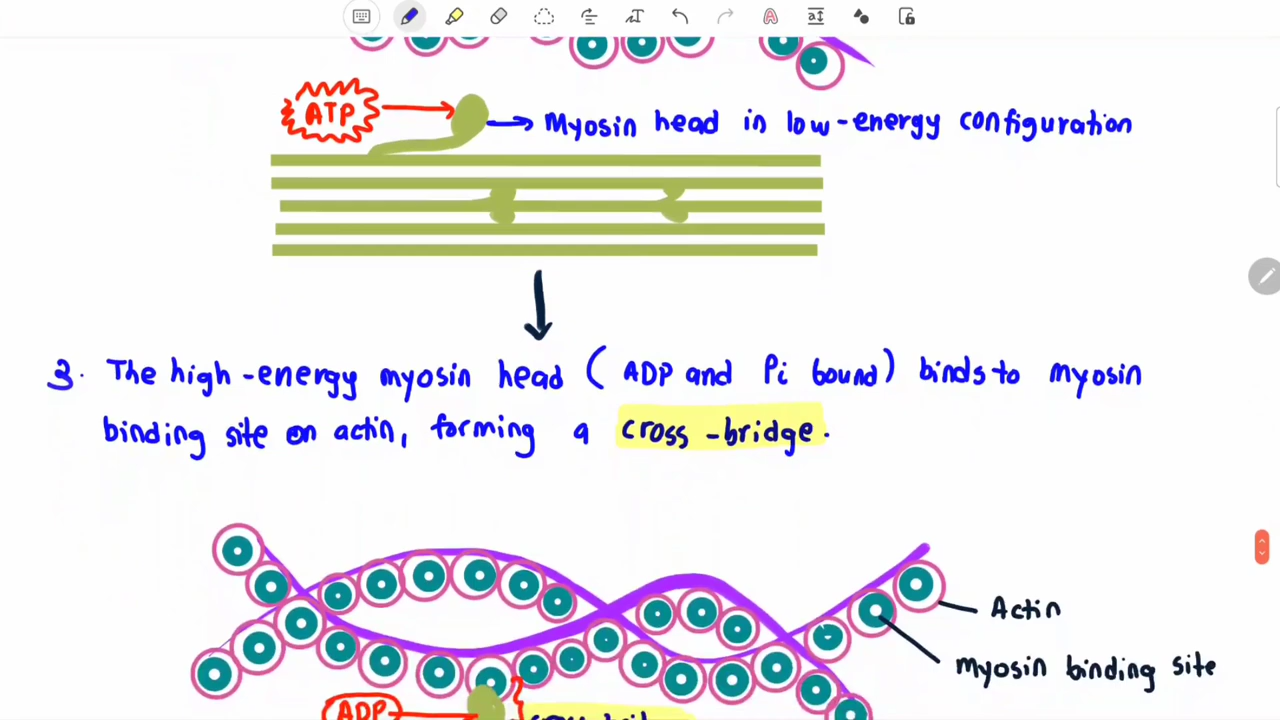 ATP
Myosin head in low-energy configuration
3. The high-energy myosin head (ADP and Pi bound) binds to myosin
binding site on actin, forming a cross-bridge.
Actin
myosin binding site
ADP